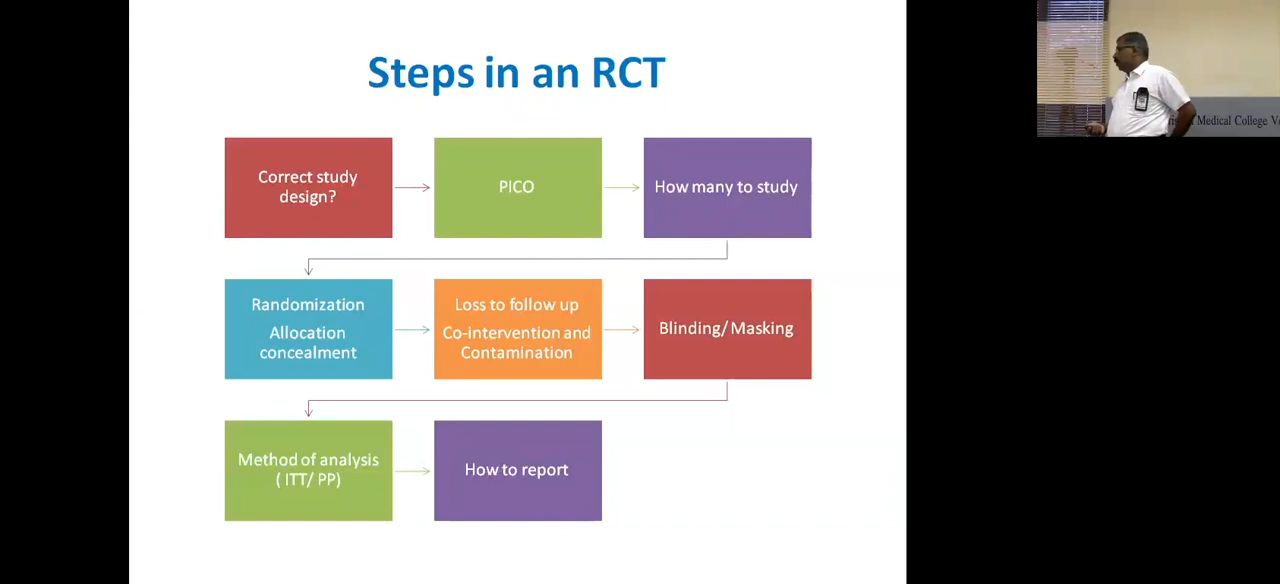 Steps in an RCT
Correct study
design?
PICO
How many to study
Randomization
Allocation
concealment
Loss to follow up
Co-intervention and
Contamination
Blinding/ Masking
Method of analysis
( ITT/ PP)
How to report
Medical College